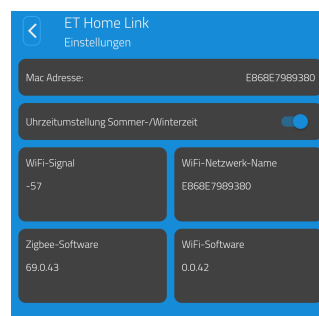 ET Home Link
Einstellungen
Mac Adresse: E868E7989380
Uhrzeitumstellung Sommer-/Winterzeit
WiFi-Signal
-57
WiFi-Netzwerk-Name
E868E7989380
Zigbee-Software
69.0.43
WiFi-Software
0.0.42